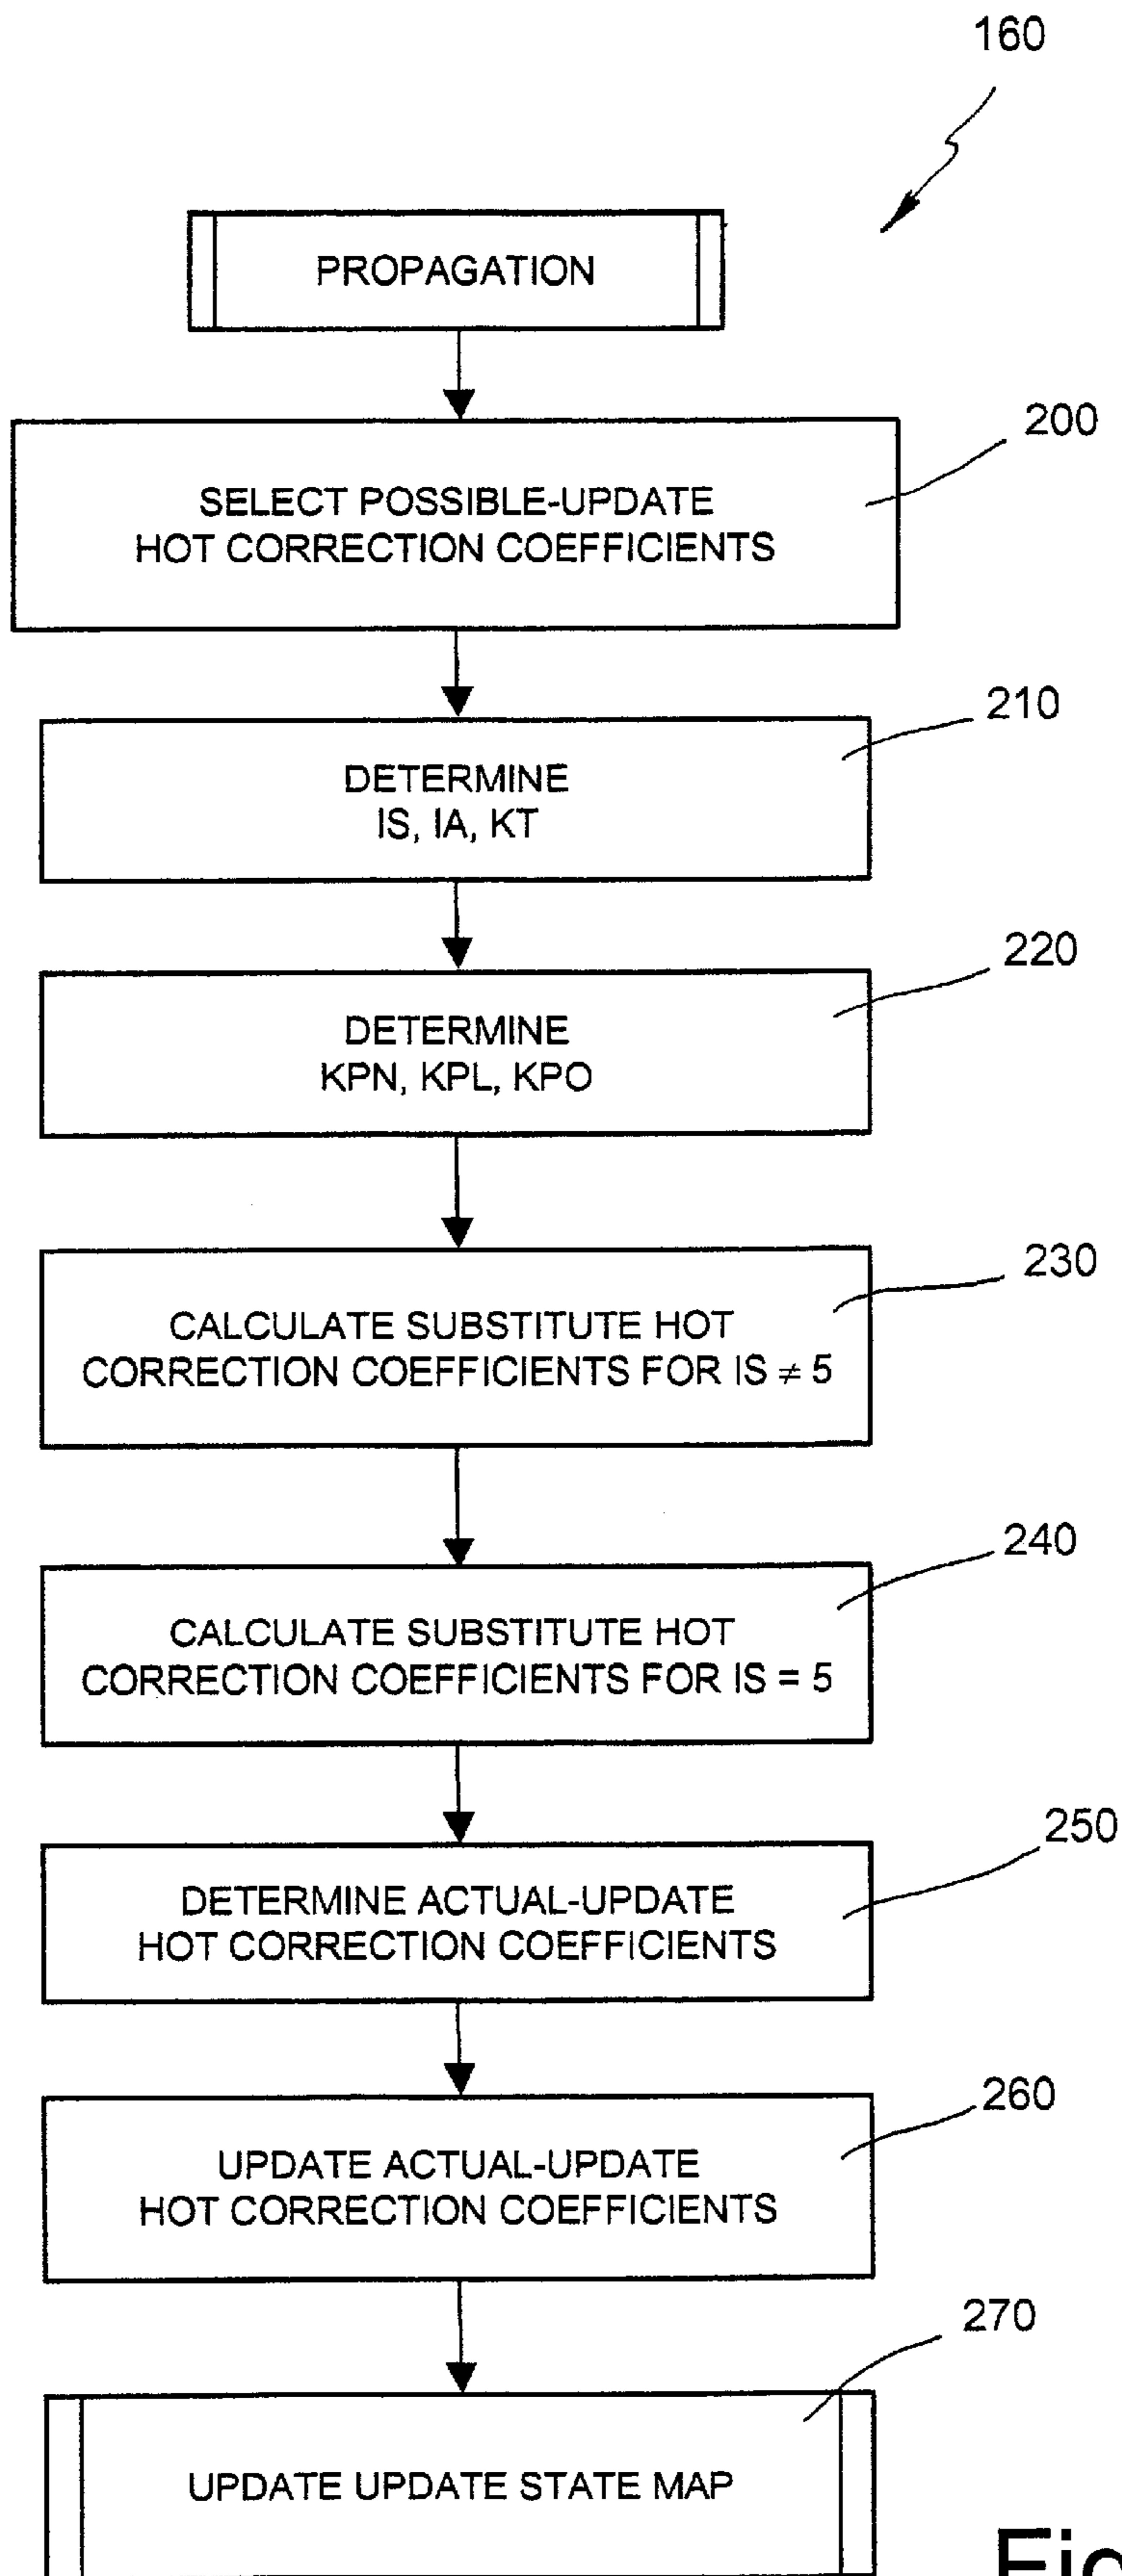 160
PROPAGATION
200
SELECT POSSIBLE-UPDATE
HOT CORRECTION COEFFICIENTS
210
DETERMINE
IS, IA, KT
220
DETERMINE
KPN, KPL, KPO
230
CALCULATE SUBSTITUTE HOT
CORRECTION COEFFICIENTS FOR IS ≠ 5
240
CALCULATE SUBSTITUTE HOT
CORRECTION COEFFICIENTS FOR IS = 5
250
DETERMINE ACTUAL-UPDATE
HOT CORRECTION COEFFICIENTS
260
UPDATE ACTUAL-UPDATE
HOT CORRECTION COEFFICIENTS
270
UPDATE UPDATE STATE MAP